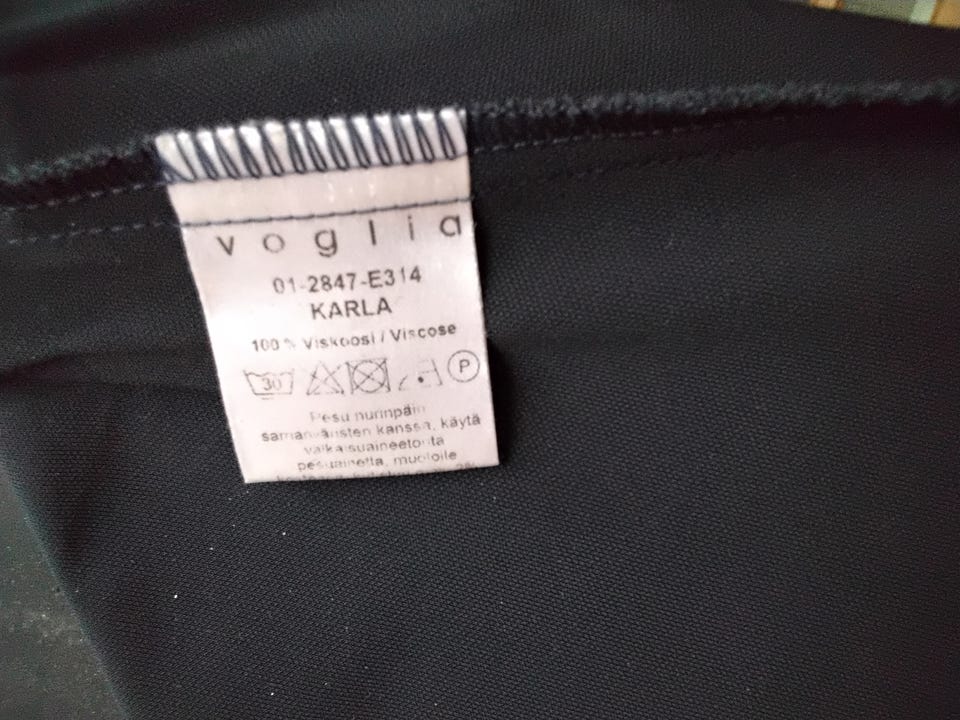 voglia
01-2847-E314
KARLA
100 % Viskoosi / Viscose
30 P
Pesu nurinpäin
samanväristen kanssa, käytä
valkaisuaineetonta
pesuainetta, muotoile